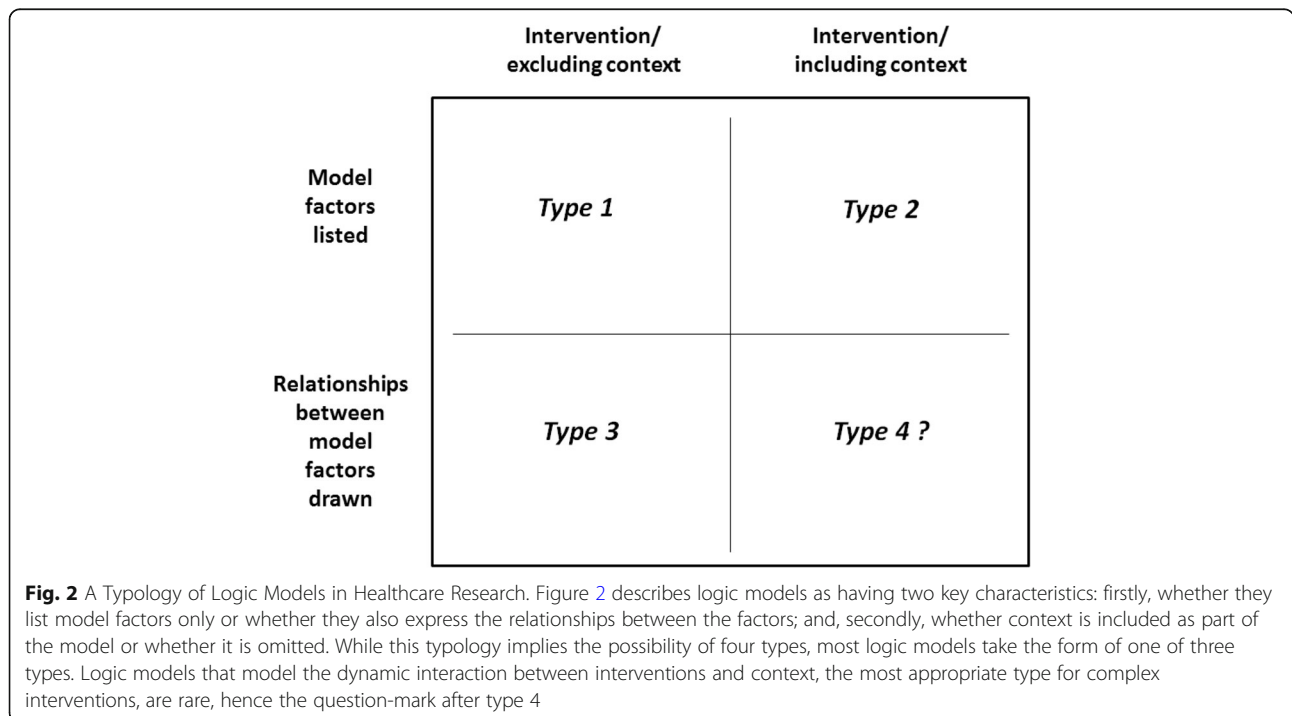 Intervention/
excluding context
Intervention/
including context
Model
factors
listed
Type 1
Type 2
Relationships
between
model
factors
drawn
Type 3
Type 4 ?
Fig. 2 A Typology of Logic Models in Healthcare Research. Figure 2 describes logic models as having two key characteristics: firstly, whether they
list model factors only or whether they also express the relationships between the factors; and, secondly, whether context is included as part of
the model or whether it is omitted. While this typology implies the possibility of four types, most logic models take the form of one of three
types. Logic models that model the dynamic interaction between interventions and context, the most appropriate type for complex
interventions, are rare, hence the question-mark after type 4